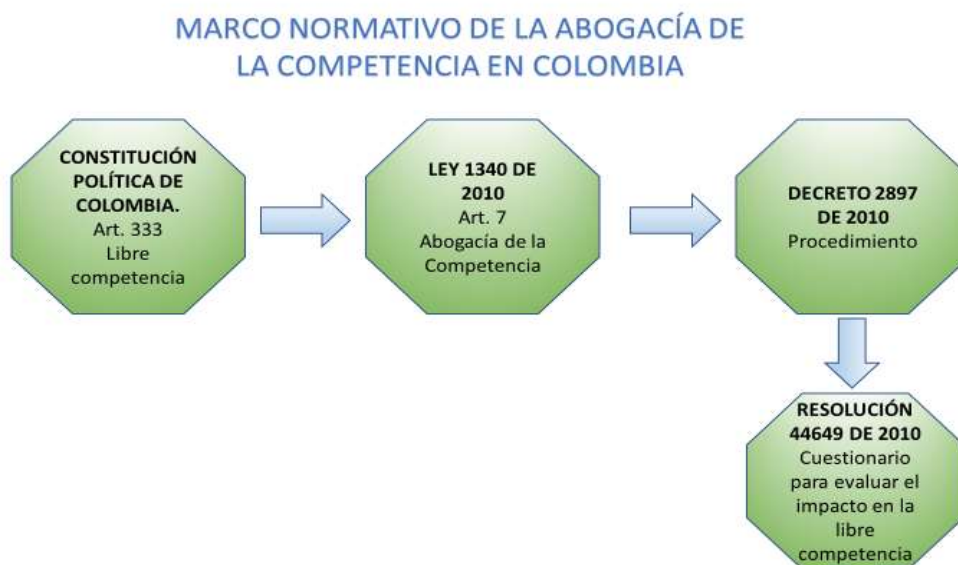 MARCO NORMATIVO DE LA ABOGACÍA DE
LA COMPETENCIA EN COLOMBIA
CONSTITUCIÓN
POLÍTICA DE
COLOMBIA.
Art. 333
Libre
competencia
LEY 1340 DE
2010
Art. 7
Abogacía de la
Competencia
DECRETO 2897
DE 2010
Procedimiento
RESOLUCIÓN
44649 DE 2010
Cuestionario
para evaluar el
impacto en la
libre
competencia